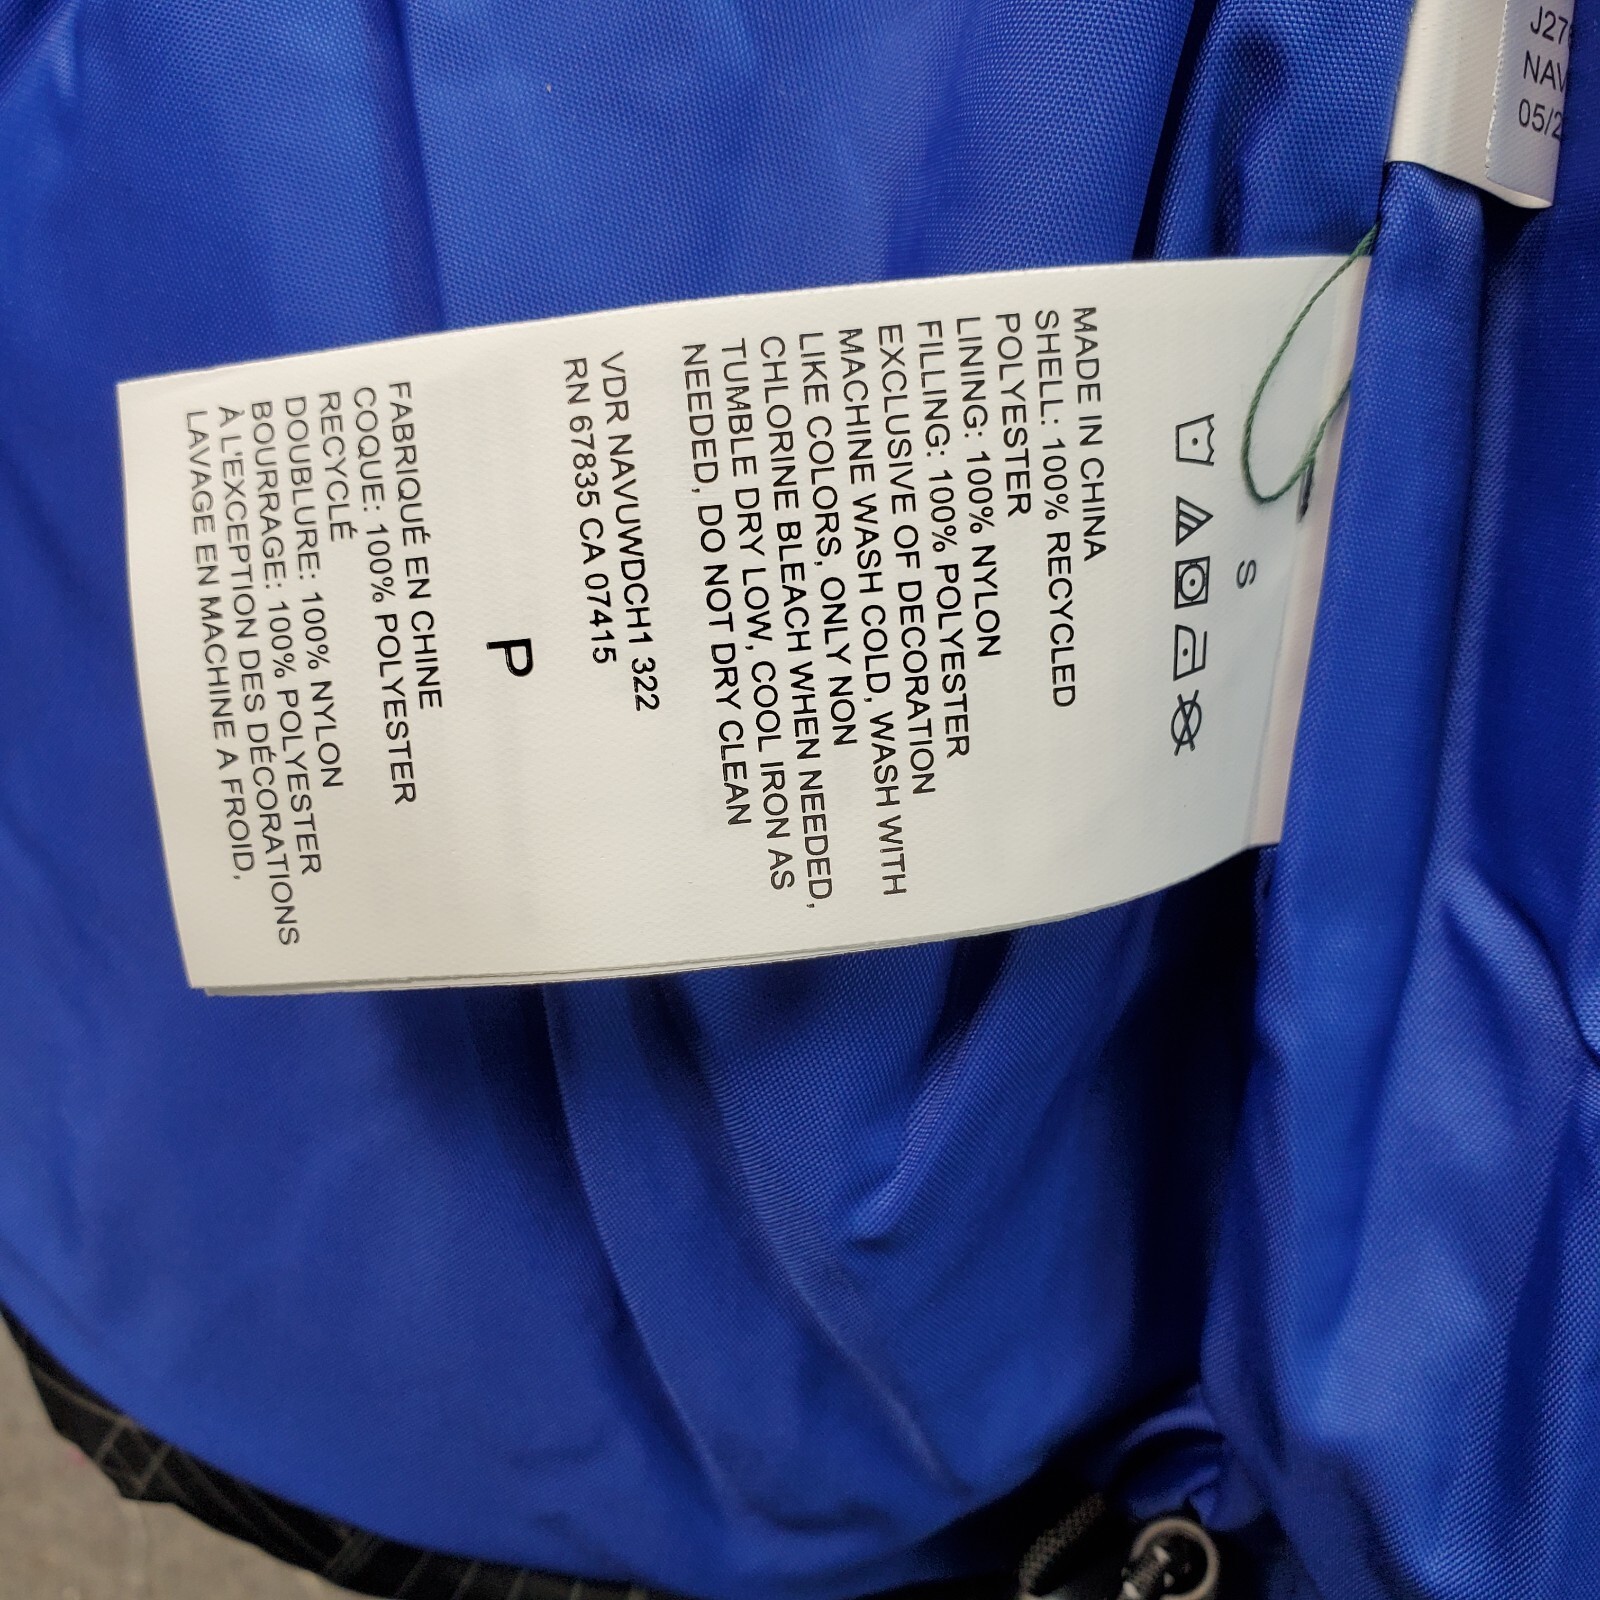 S
MADE IN CHINA
SHELL: 100% RECYCLED
POLYESTER
LINING: 100% NYLON
FILLING: 100% POLYESTER
EXCLUSIVE OF DECORATION
MACHINE WASH COLD, WASH WITH
LIKE COLORS, ONLY NON
CHLORINE BLEACH WHEN NEEDED,
TUMBLE DRY LOW, COOL IRON AS
NEEDED, DO NOT DRY CLEAN
VDR NAVUWDCH1 322
RN 67835 CA 07415
P
FABRIQUÉ EN CHINE
COQUE: 100% POLYESTER
RECYCLÉ
DOUBLURE: 100% NYLON
BOURRAGE: 100% POLYESTER
À L'EXCEPTION DES DÉCORATIONS
LAVAGE EN MACHINE A FROID,